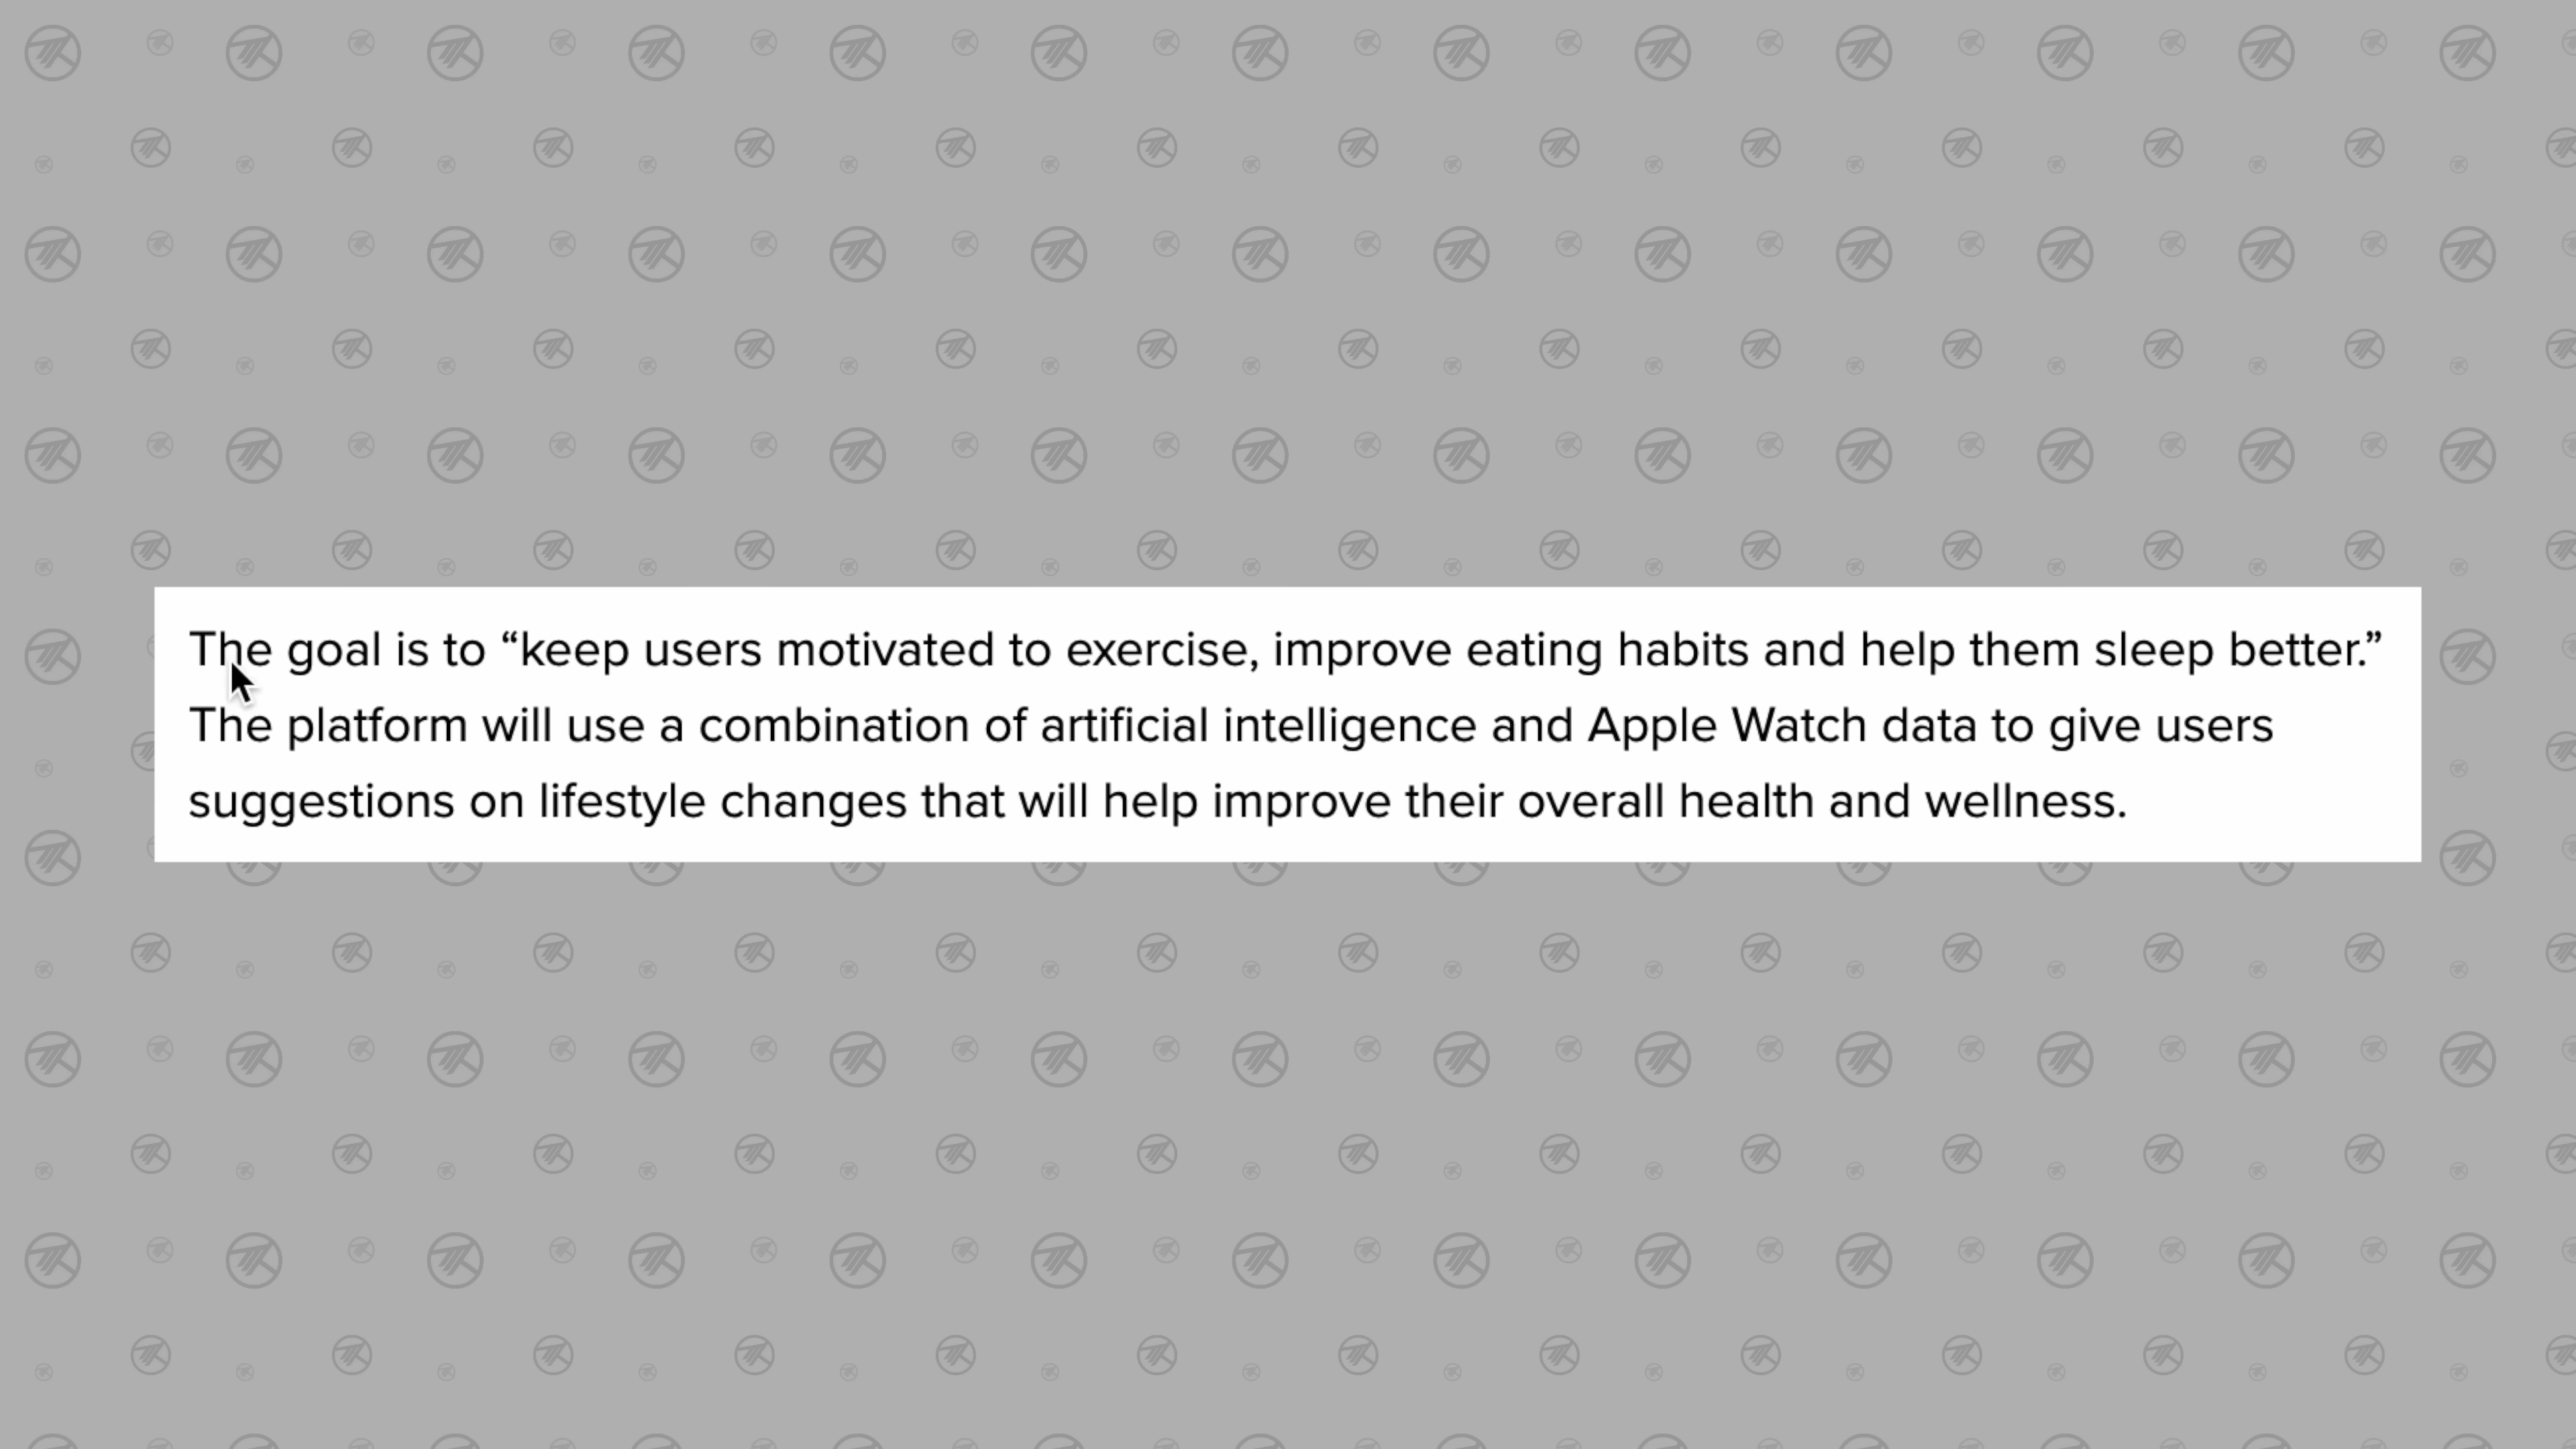 The goal is to “keep users motivated to exercise, improve eating habits and help them sleep better.”
The platform will use a combination of artificial intelligence and Apple Watch data to give users
suggestions on lifestyle changes that will help improve their overall health and wellness.